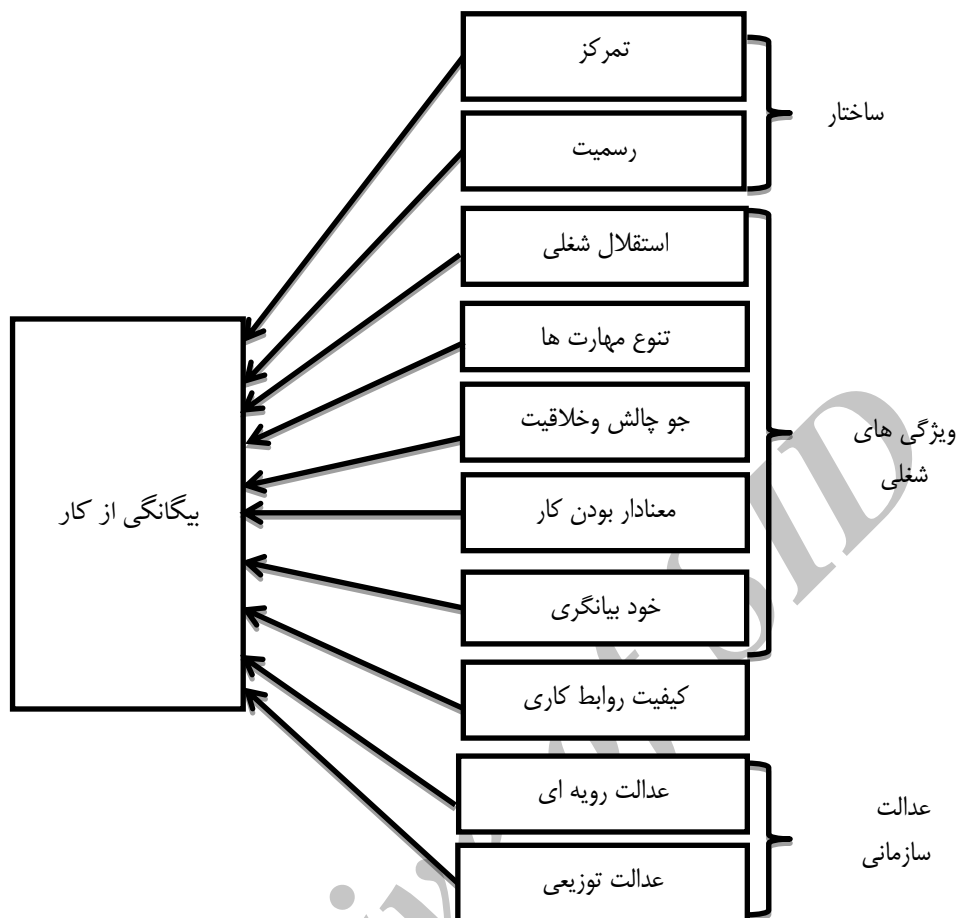 تمرکز
ساختار
رسمیت
استقلال شغلی
تنوع مهارت ها
جو چالش وخلاقیت
ویژگی های
شغلی
معنادار بودن کار
بیگانگی از کار
خود بیانگری
کیفیت روابط کاری
عدالت رویه ای
عدالت
سازمانی
عدالت توزیعی